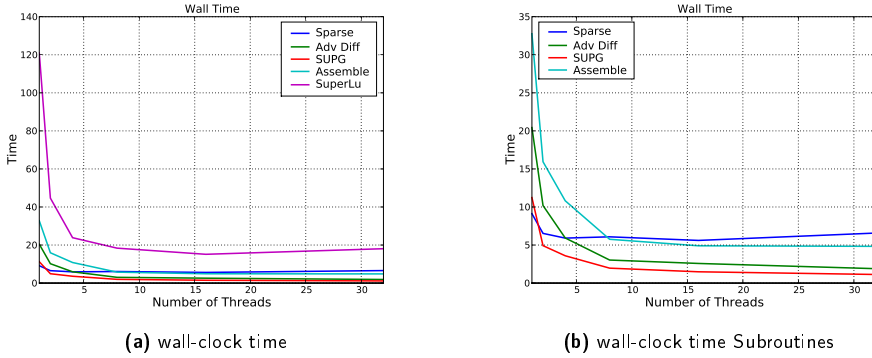 Wall Time
140
120
100
80
60
40
20
0
Time
Sparse
Adv Diff
SUPG
Assemble
SuperLu
5
10
15
20
25
30
Number of Threads
(a) wall-clock time
Wall Time
35
30
25
20
15
10
5
0
Time
Sparse
Adv Diff
SUPG
Assemble
5
10
15
20
25
30
Number of Threads
(b) wall-clock time Subroutines